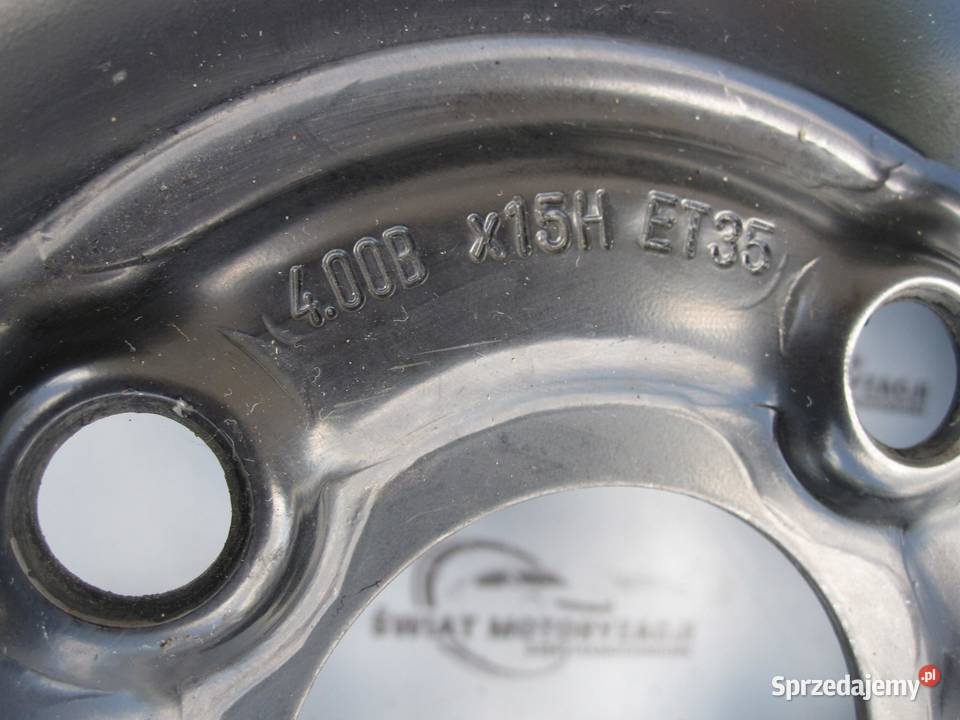 4.00B x15H ET35
ŚWIAT MOTORYZACJI
Sprzedajemy.pl